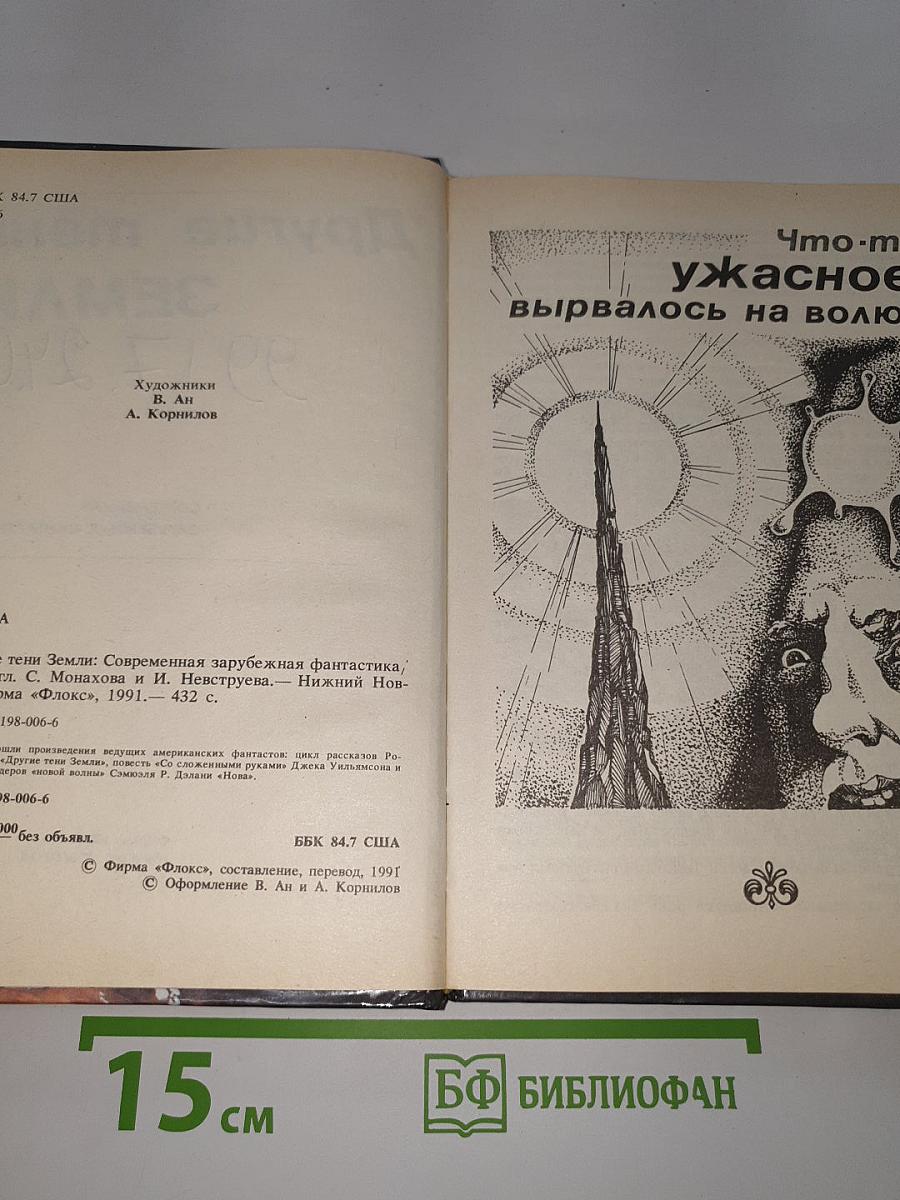 К 84.7 США
6
Художники
В. Ан
А. Корнилов
А
е тени Земли: Современная зарубежная фантастика/
гл. С. Монахова и И. Невструева.— Нижний Нов-
рма «Флокс», 1991.— 432 с.
198-006-6
шли произведения ведущих американских фантастов: цикл рассказов Ро-
«Другие тени Земли», повесть «Со сложенными руками» Джека Уильямсона и
деров «новой волны» Сэмюэля Р. Дэлани «Нова».
98-006-6
000
без объявл.
ББК 84.7 США
© Фирма «Флокс», составление, перевод, 1991
© Оформление В. Ан и А. Корнилов
Что-т
ужасное
вырвалось на волю
15 см
БФ БИБЛИОФАН